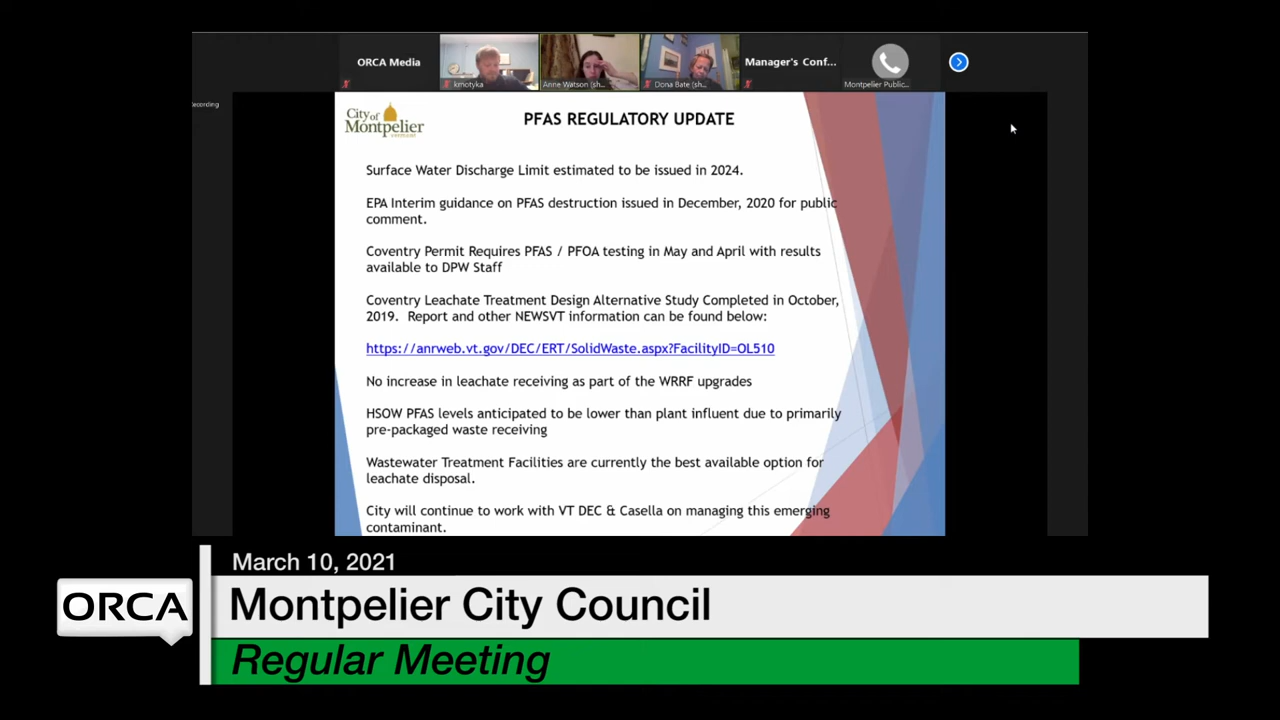 ORCA Media
kmotyka
Anne Watson (sh...
Dona Bate (sh...
Manager's Conf...
Montpelier Public...
ecording
City of
Montpelier
vermont
PFAS REGULATORY UPDATE
Surface Water Discharge Limit estimated to be issued in 2024.
EPA Interim guidance on PFAS destruction issued in December, 2020 for public
comment.
Coventry Permit Requires PFAS / PFOA testing in May and April with results
available to DPW Staff
Coventry Leachate Treatment Design Alternative Study Completed in October,
2019. Report and other NEWSVT information can be found below:
https://anrweb.vt.gov/DEC/ERT/SolidWaste.aspx?FacilityID=OL510
No increase in leachate receiving as part of the WRRF upgrades
HSOW PFAS levels anticipated to be lower than plant influent due to primarily
pre-packaged waste receiving
Wastewater Treatment Facilities are currently the best available option for
leachate disposal.
City will continue to work with VT DEC & Casella on managing this emerging
contaminant.
March 10, 2021
ORCA
Montpelier City Council
Regular Meeting